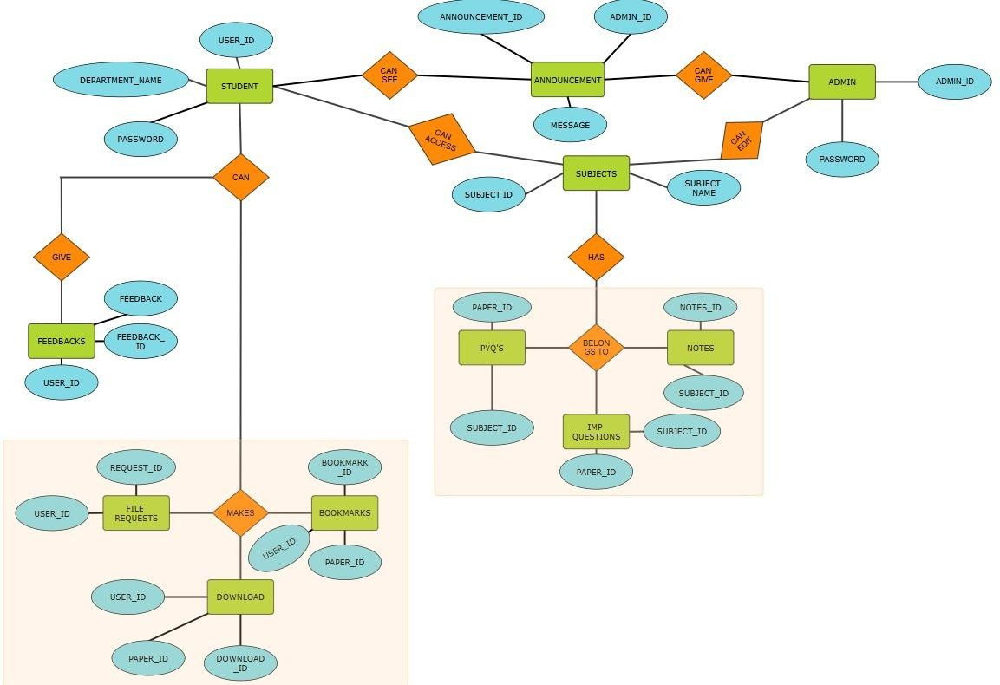 ANNOUNCEMENT_ID
ADMIN_ID
USER_ID
DEPARTMENT_NAME
STUDENT
CAN
SEE
ANNOUNCEMENT
CAN
GIVE
ADMIN
ADMIN_ID
PASSWORD
MESSAGE
CAN
ACCESS
CAN
EDIT
PASSWORD
CAN
SUBJECTS
SUBJECT ID
SUBJECT
NAME
GIVE
HAS
FEEDBACK
FEEDBACKS
FEEDBACK_
ID
USER_ID
PAPER_ID
NOTES_ID
PYQ'S
BELON
GS TO
NOTES
SUBJECT_ID
SUBJECT_ID
IMP
QUESTIONS
SUBJECT_ID
PAPER_ID
REQUEST_ID
BOOKMARK
_ID
USER_ID
FILE
REQUESTS
MAKES
BOOKMARKS
USER_ID
PAPER_ID
USER_ID
DOWNLOAD
PAPER_ID
DOWNLOAD
_ID